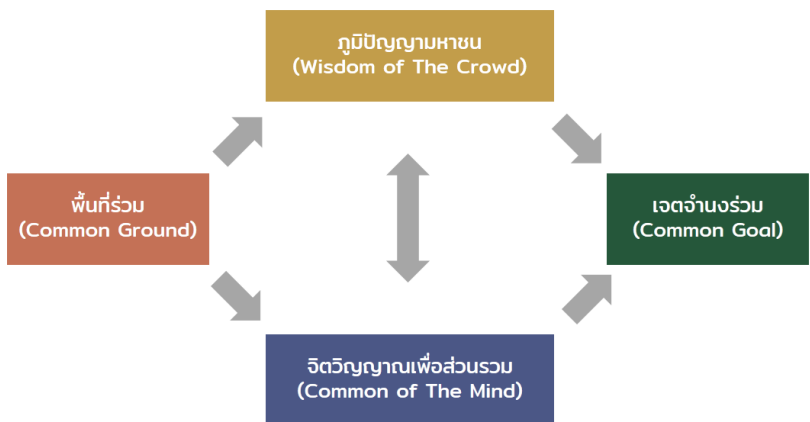 ภูมิปัญญามหาชน
(Wisdom of The Crowd)
พื้นที่ร่วม
(Common Ground)
เจตจำนงร่วม
(Common Goal)
จิตวิญญาณเพื่อส่วนรวม
(Common of The Mind)